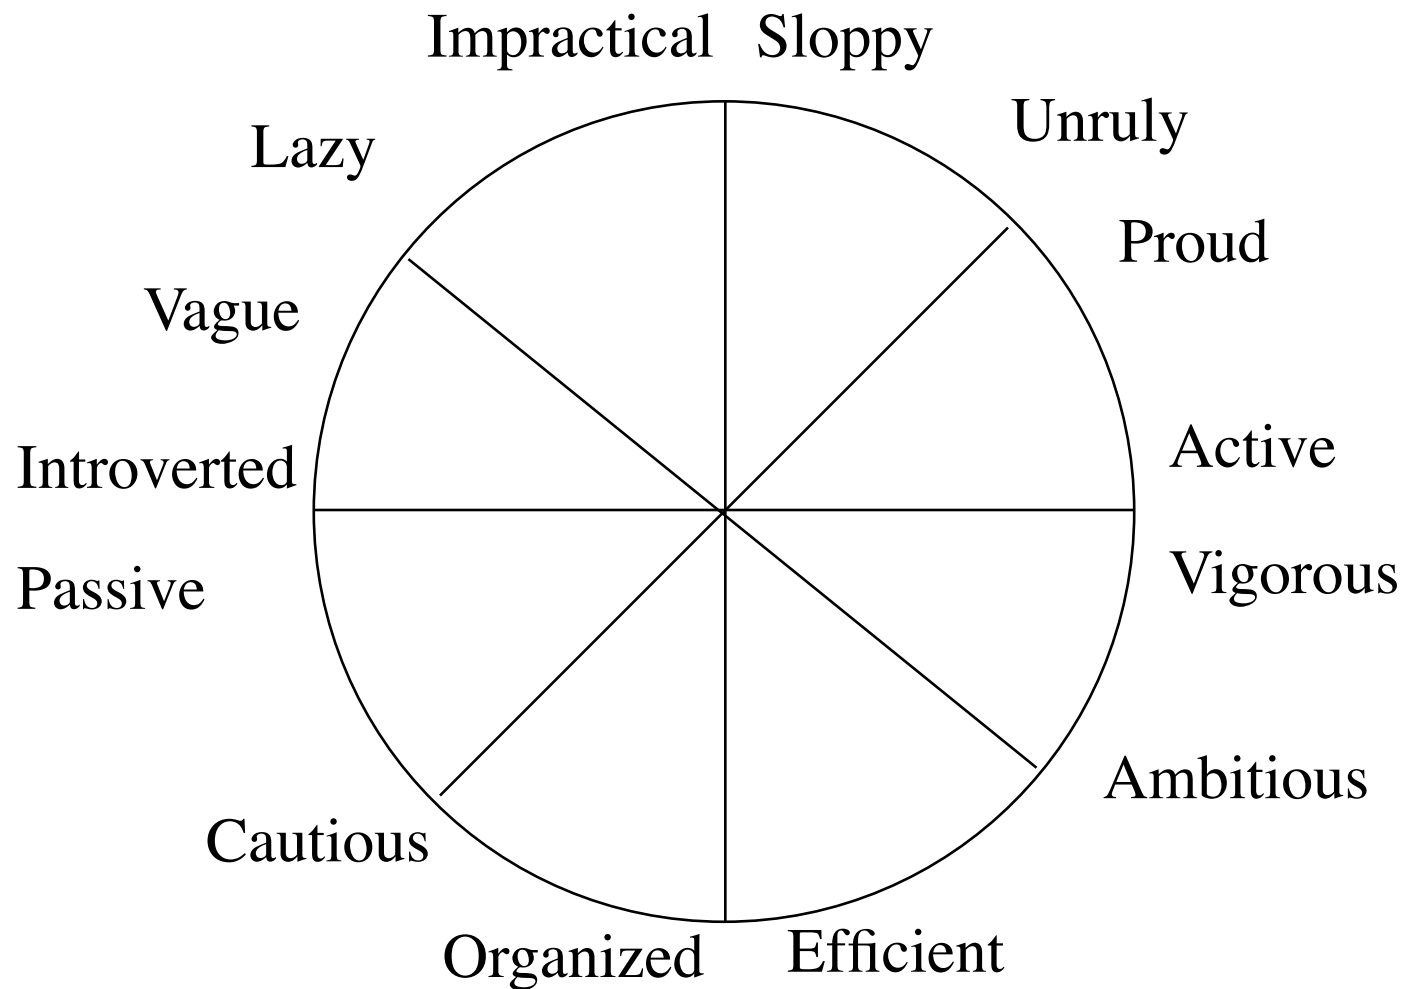 Impractical Sloppy
Unruly
Lazy
Proud
Vague
Active
Introverted
Vigorous
Passive
Ambitious
Cautious
Efficient
Organized